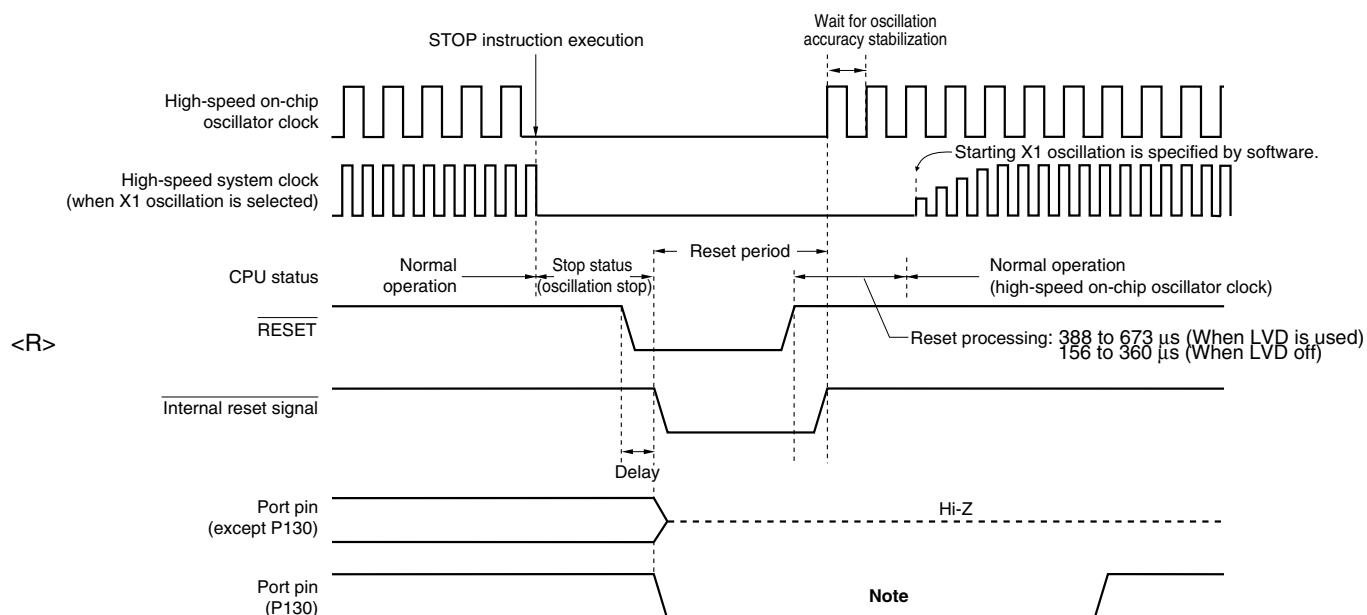 Wait for oscillation
accuracy stabilization
STOP instruction execution
High-speed on-chip
oscillator clock
Starting X1 oscillation is specified by software.
High-speed system clock
(when X1 oscillation is selected)
Reset period
CPU status
Normal
operation
Stop status
(oscillation stop)
Normal operation
(high-speed on-chip oscillator clock)
RESET
<R>
Reset processing: 388 to 673 μs (When LVD is used)
156 to 360 μs (When LVD off)
Internal reset signal
Delay
Port pin
(except P130)
Hi-Z
Port pin
(P130)
Note